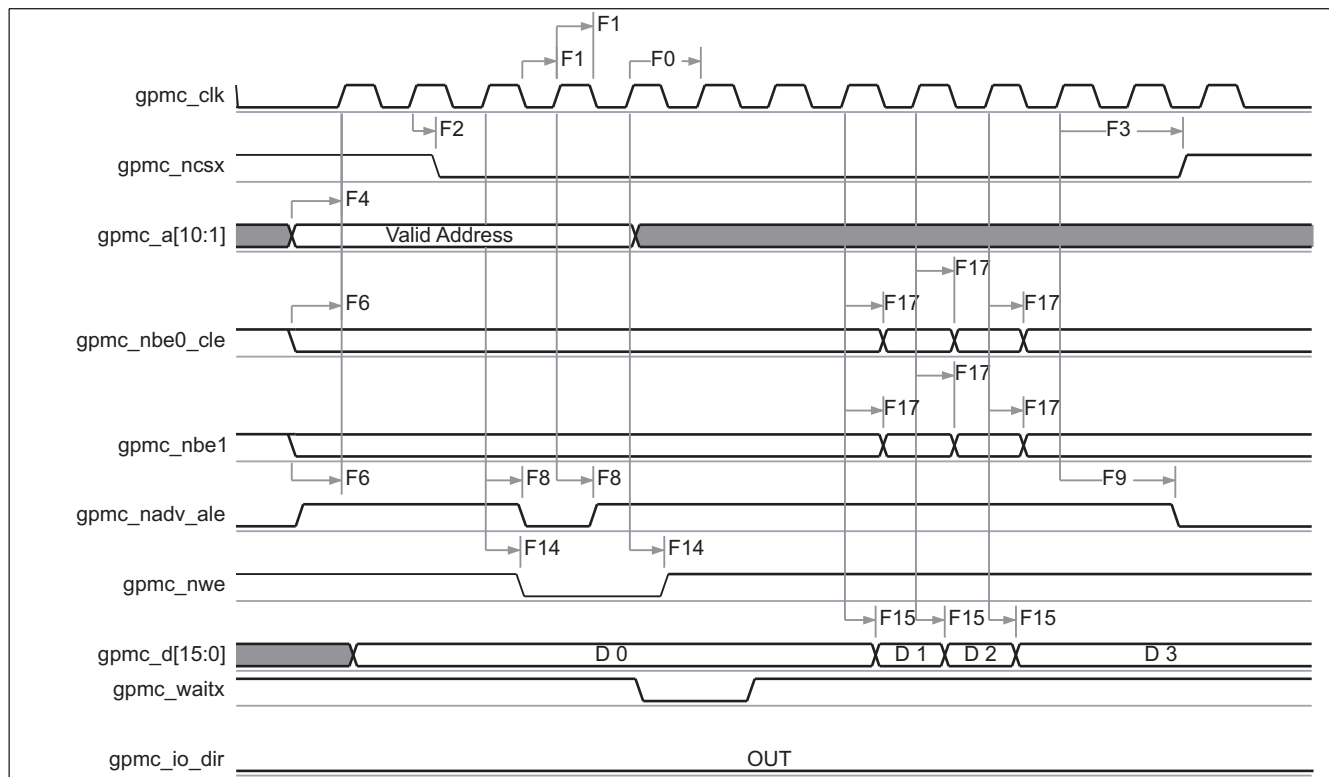 F1
F1 F0
gpmc_clk
F2 F3
gpmc_ncsx
F4
gpmc_a[10:1] Valid Address
F17
F6 F17 F17
gpmc_nbe0_cle
F17
F17 F17
gpmc_nbe1
F6 F8 F8 F9
gpmc_nadv_ale
F14 F14
gpmc_nwe
F15 F15 F15
gpmc_d[15:0] D 0 D 1 D 2 D 3
gpmc_waitx
gpmc_io_dir OUT